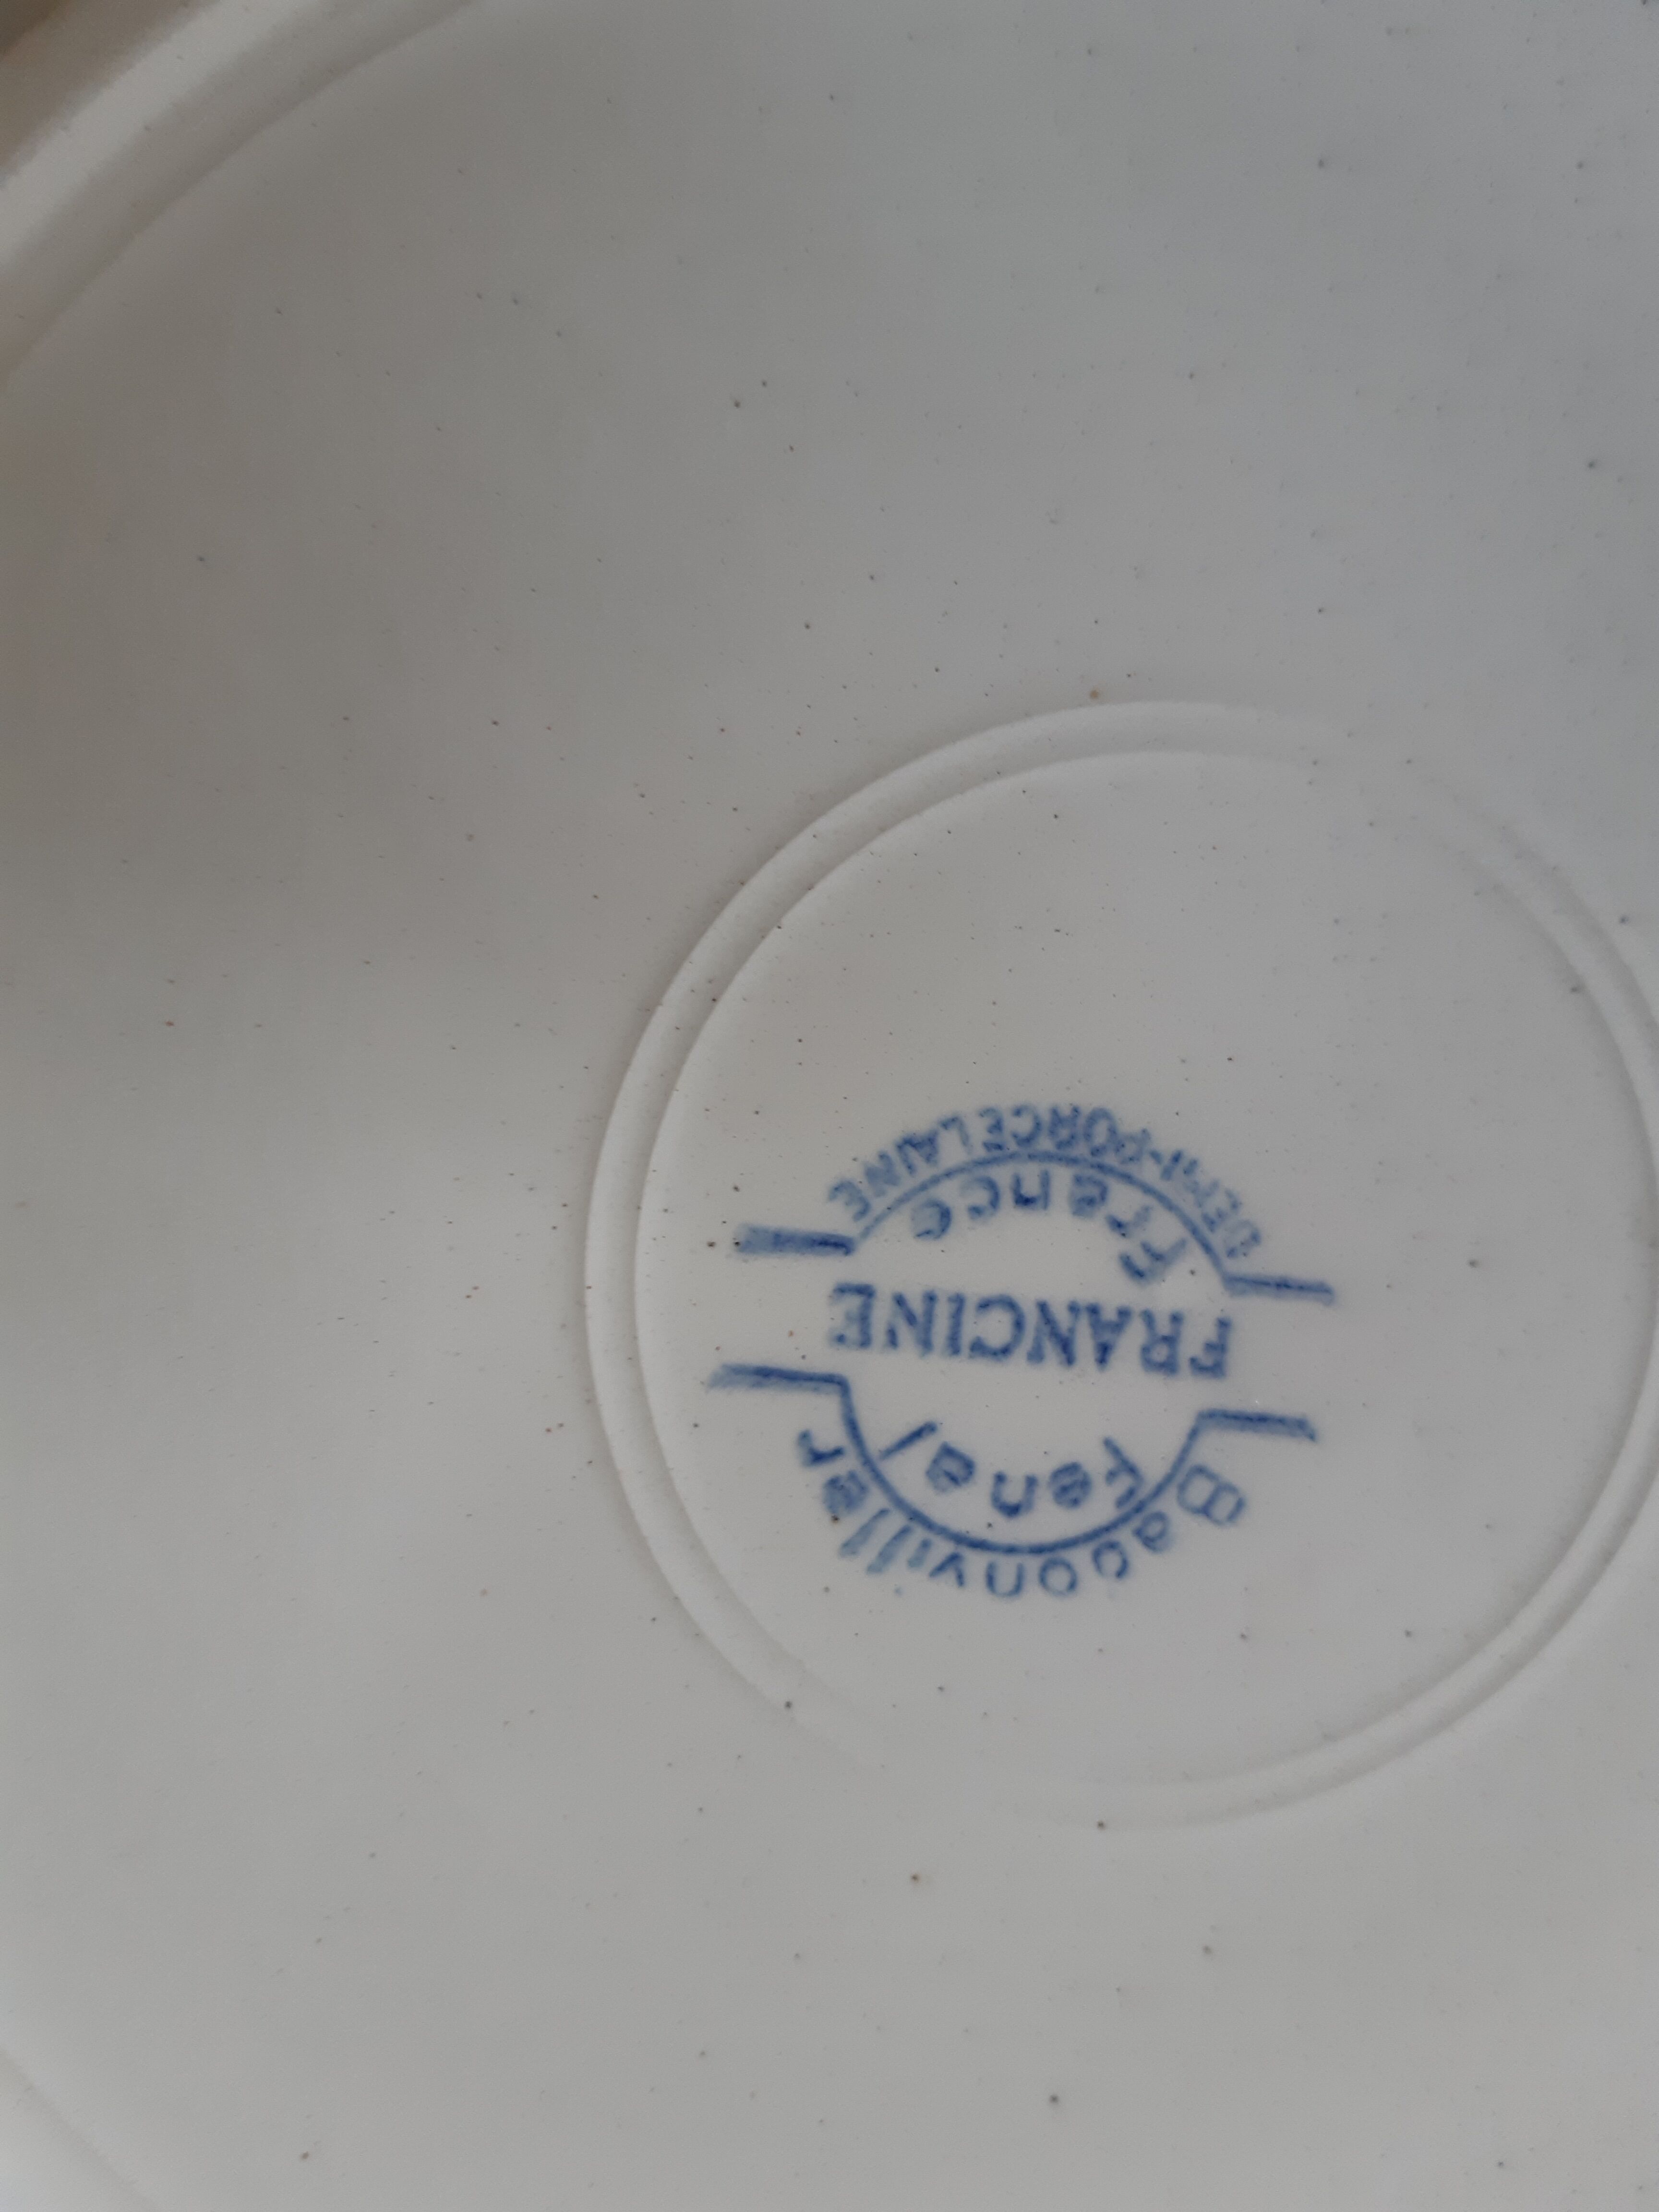 Badonviller
Fenal
FRANCINE
France
DEMI-PORCELAINE